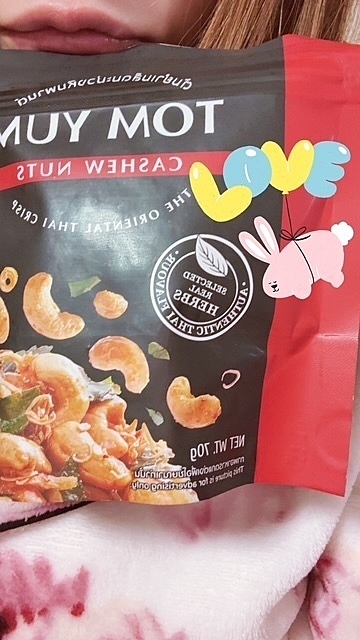 TOM YUM
CASHEW NUTS
THE ORIENTAL THAI CRISP
LOVE
• AUTHENTIC THAI FLAVOUR •
SELECTED
REAL
HERBS
NET WT. 70g
This picture is for advertising only.